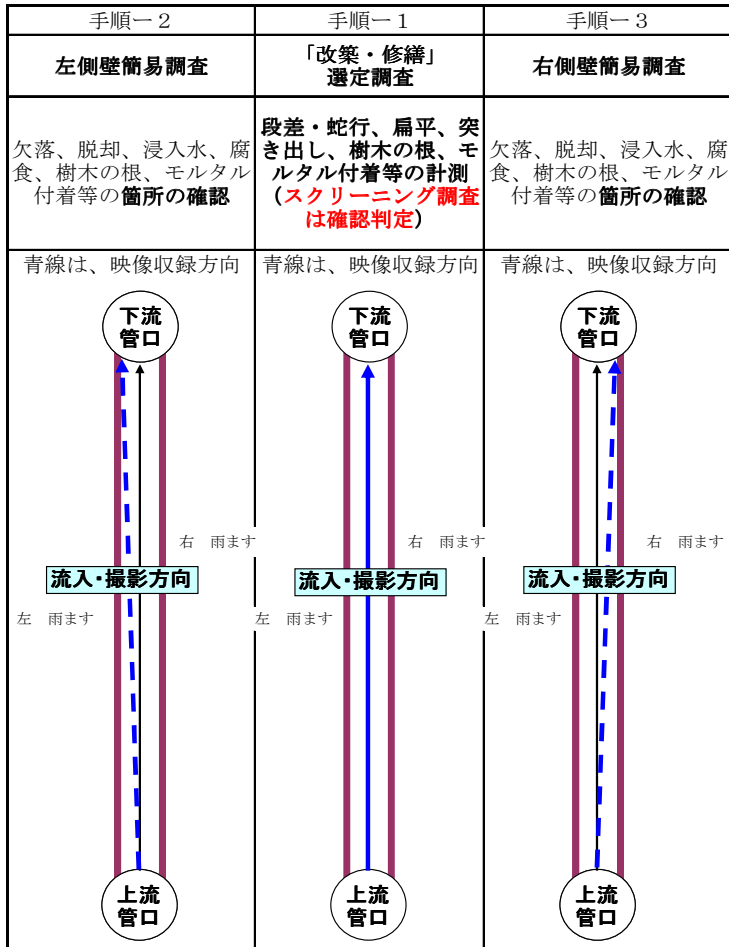 手順－２
手順－１
手順－３
左側壁簡易調査
「改築・修繕」
選定調査
右側壁簡易調査
欠落、脱却、浸入水、腐
食、樹木の根、モルタル
付着等の箇所の確認
段差・蛇行、扁平、突
き出し、樹木の根、モ
ルタル付着等の計測
（スクリーニング調査
は確認判定）
欠落、脱却、浸入水、腐
食、樹木の根、モルタル
付着等の箇所の確認
青線は、映像収録方向
青線は、映像収録方向
青線は、映像収録方向
下流
管口
下流
管口
下流
管口
右　雨ます
右　雨ます
右　雨ます
流入・撮影方向
流入・撮影方向
流入・撮影方向
左　雨ます
左　雨ます
左　雨ます
上流
管口
上流
管口
上流
管口